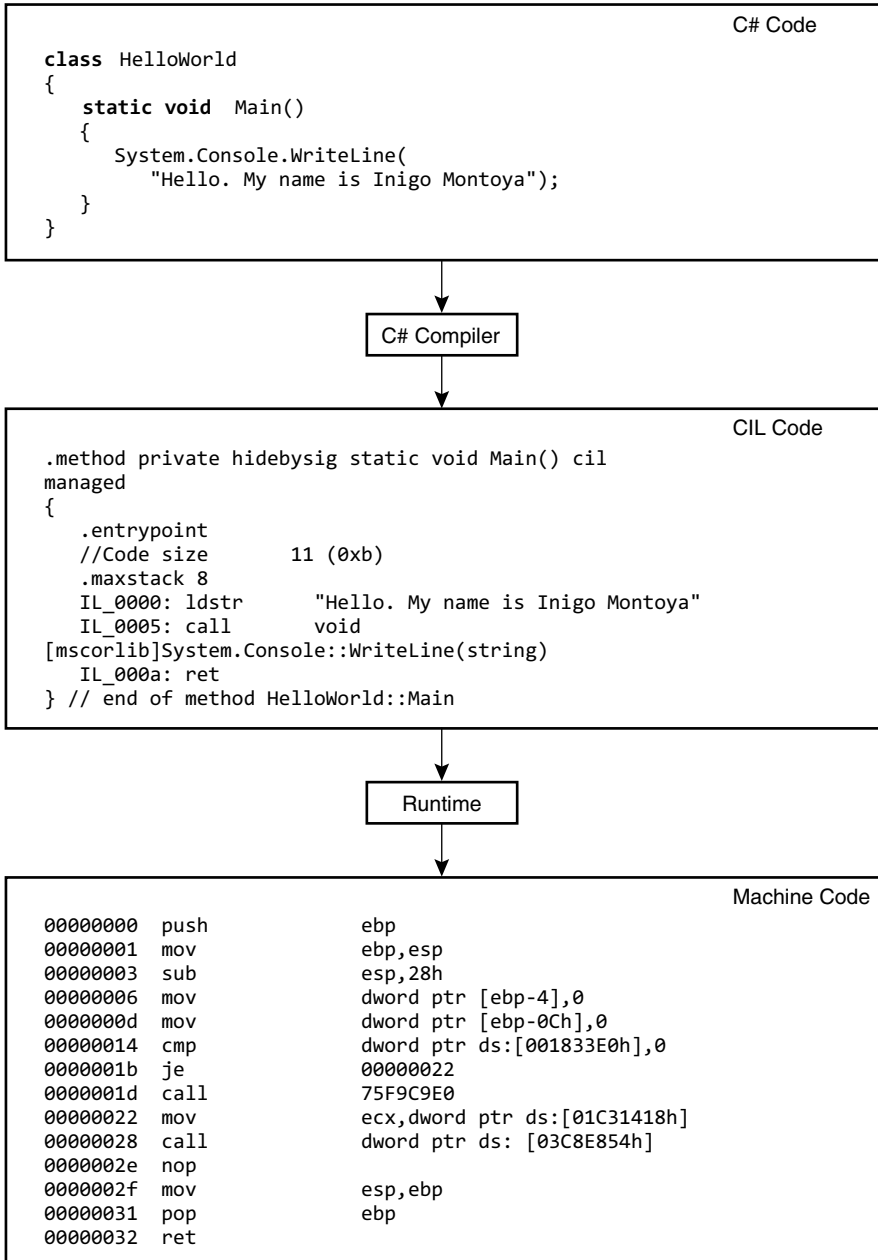 C# Code
class HelloWorld
{
   static void Main()
   {
      System.Console.WriteLine(
         "Hello. My name is Inigo Montoya");
   }
}
C# Compiler
CIL Code
.method private hidebysig static void Main() cil
managed
{
   .entrypoint
   //Code size       11 (0xb)
   .maxstack 8
   IL_0000: ldstr       "Hello. My name is Inigo Montoya"
   IL_0005: call        void
[mscorlib]System.Console::WriteLine(string)
   IL_000a: ret
} // end of method HelloWorld::Main
Runtime
Machine Code
00000000  push             ebp
00000001  mov              ebp,esp
00000003  sub              esp,28h
00000006  mov              dword ptr [ebp-4],0
0000000d  mov              dword ptr [ebp-0Ch],0
00000014  cmp              dword ptr ds:[001833E0h],0
0000001b  je               00000022
0000001d  call             75F9C9E0
00000022  mov              ecx,dword ptr ds:[01C31418h]
00000028  call             dword ptr ds: [03C8E854h]
0000002e  nop
0000002f  mov              esp,ebp
00000031  pop              ebp
00000032  ret